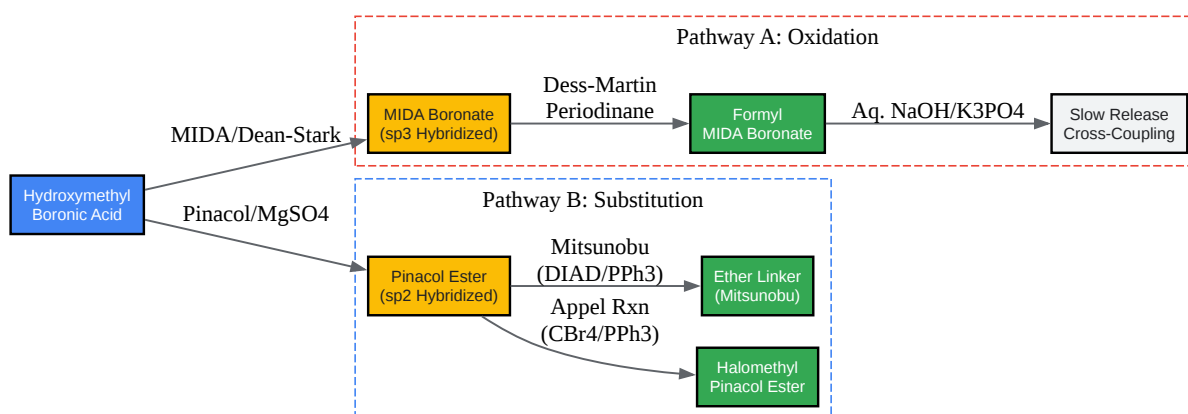 Pathway A: Oxidation
MIDA/Dean-Stark
MIDA Boronate
(sp3 Hybridized)
Dess-Martin
Periodinane
Formyl
MIDA Boronate
Aq. NaOH/K3PO4
Slow Release
Cross-Coupling
Hydroxymethyl
Boronic Acid
Pinacol/MgSO4
Pathway B: Substitution
Pinacol Ester
(sp2 Hybridized)
Mitsunobu
(DIAD/PPh3)
Ether Linker
(Mitsunobu)
Appel Rxn
(CBr4/PPh3)
Halomethyl
Pinacol Ester